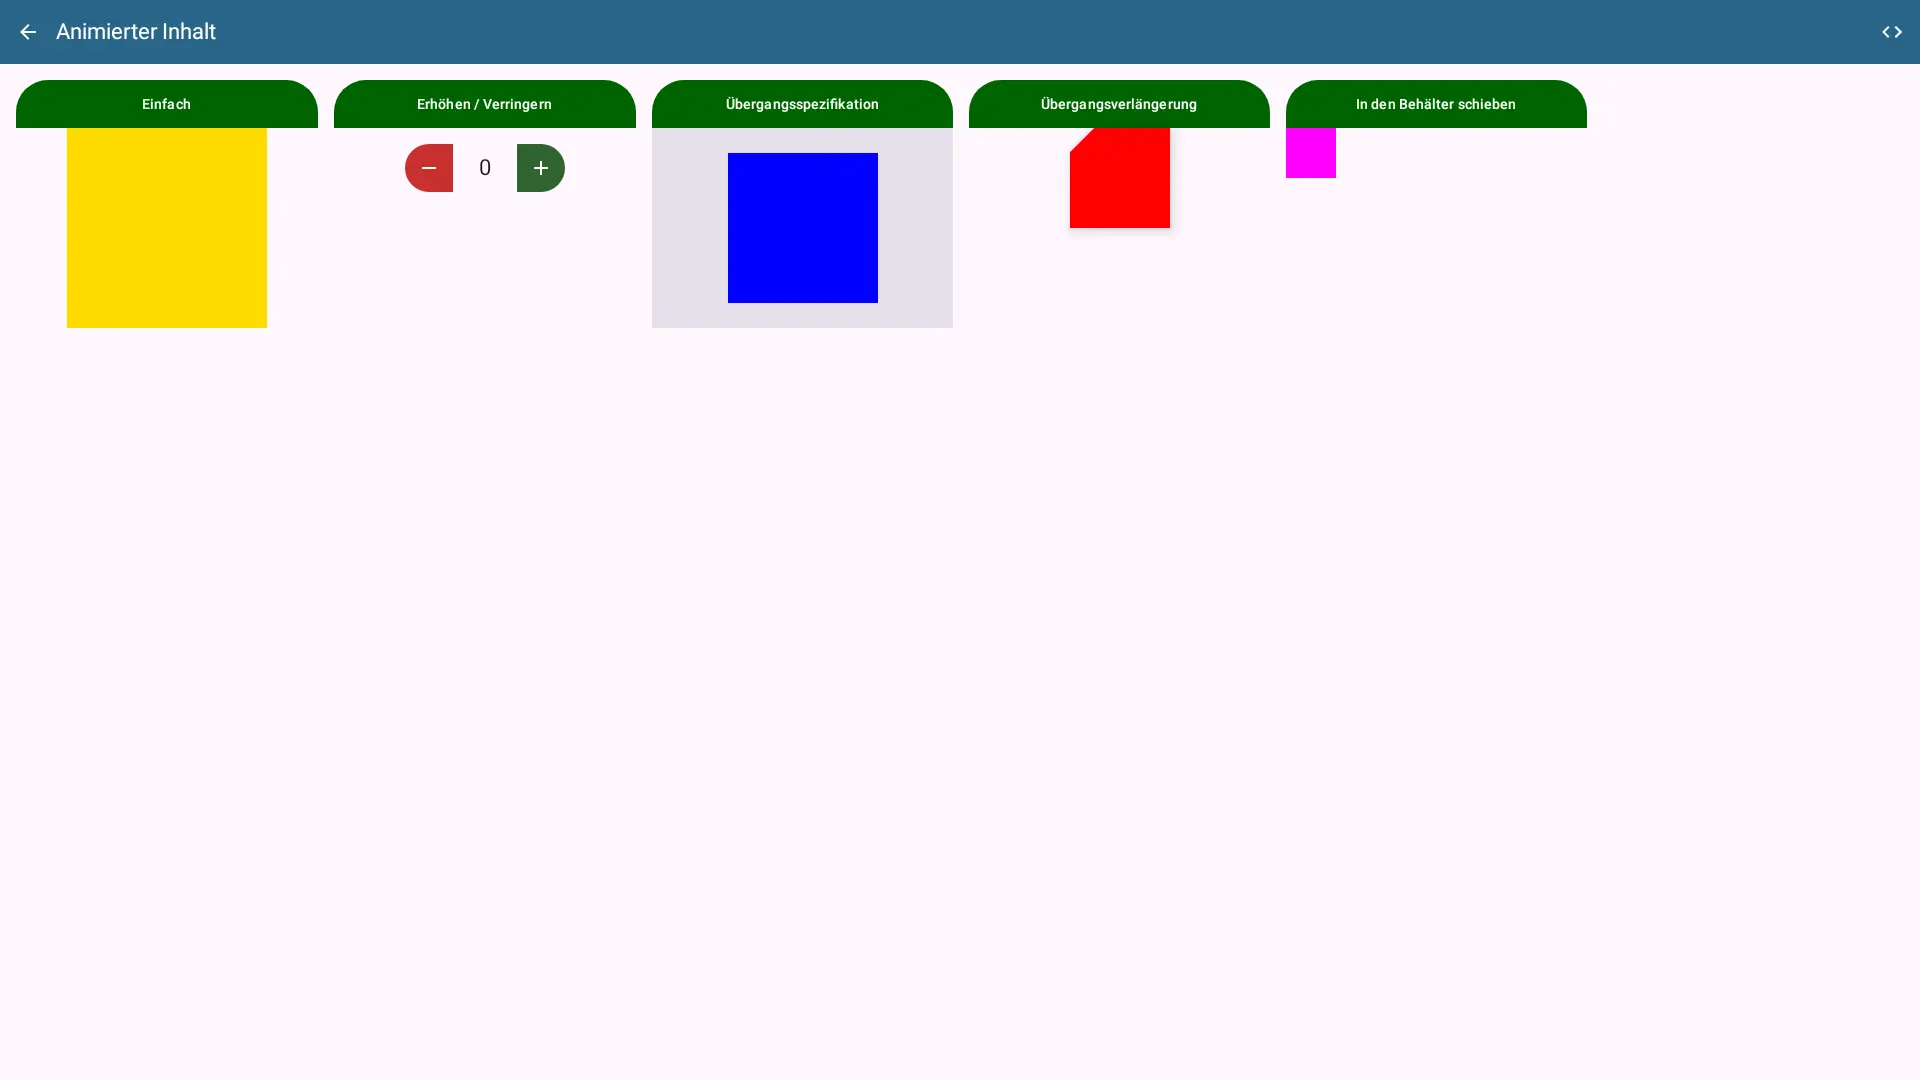 Animierter Inhalt
Einfach
Erhöhen / Verringern
Übergangsspezifikation
Übergangsverlängerung
In den Behälter schieben
0